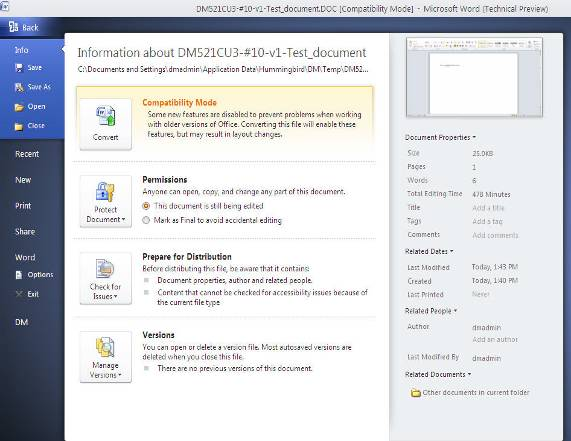 DM521CU3-#10-v1-Test_document.DOC [Compatibility Mode] - Microsoft Word (Technical Preview)
Back
Info
Save
Save As
Open
Close
Recent
New
Print
Share
Word
Options
Exit
DM
Information about DM521CU3-#10-v1-Test_document
C:\Documents and Settings\dmadmin\Application Data\Hummingbird\DM\Temp\DM52...
Convert
Compatibility Mode
Some new features are disabled to prevent problems when working
with older versions of Office. Converting this file will enable these
features, but may result in layout changes.
Protect
Document
Permissions
Anyone can open, copy, and change any part of this document.
This document is still being edited
Mark as Final to avoid accidental editing
Check for
Issues
Prepare for Distribution
Before distributing this file, be aware that it contains:
Document properties, author and related people.
Content that cannot be checked for accessibility issues because of
the current file type
Manage
Versions
Versions
You can open or delete a version file. Most autosaved versions are
deleted when you close this file.
There are no previous versions of this document.
Document Properties
Size 25.0KB
Pages 1
Words 6
Total Editing Time 478 Minutes
Title Add a title
Tags Add a tag
Comments Add comments
Related Dates
Last Modified Today, 1:43 PM
Created Today, 1:40 PM
Last Printed Never
Related People
Author dmadmin
Add an author
Last Modified By dmadmin
Related Documents
Other documents in current folder